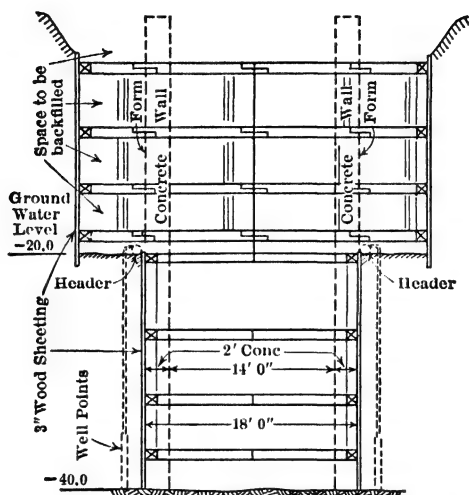 Space to be
backfilled
Form
Wall
Concrete
Wall
Form
Concrete
Ground
Water
Level
-20.0
Header
Header
3" Wood Sheeting
2' Conc
14' 0"
18' 0"
Well Points
-40.0